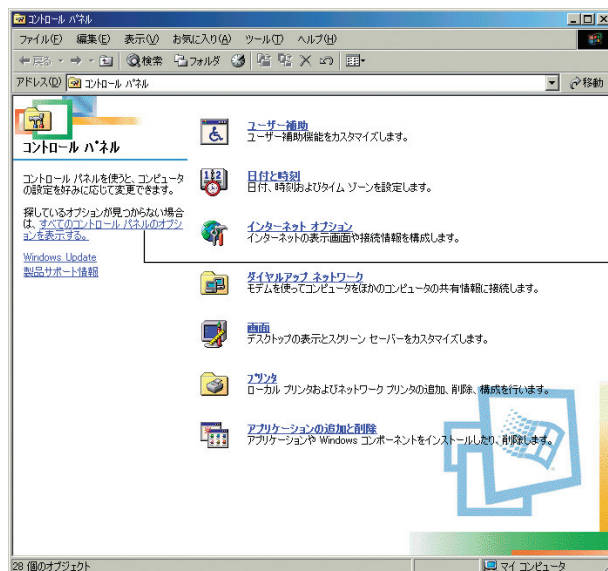 コントロール パネル
ファイル(F) 編集(E) 表示(V) お気に入り(A) ツール(T) ヘルプ(H)
戻る 検索 フォルダ
アドレス(D) コントロール パネル 移動
コントロール パネル
コントロール パネルを使うと、コンピュータ
の設定を好みに応じて変更できます。
探しているオプションが見つからない場合
は、すべてのコントロール パネルのオプシ
ョンを表示する。
Windows Update
製品サポート情報
ユーザー補助
ユーザー補助機能をカスタマイズします。
日付と時刻
日付、時刻およびタイム ゾーンを設定します。
インターネット オプション
インターネットの表示画面や接続情報を構成します。
ダイヤルアップ ネットワーク
モデムを使ってコンピュータをほかのコンピュータの共有情報に接続します。
画面
デスクトップの表示とスクリーン セーバーをカスタマイズします。
プリンタ
ローカル プリンタおよびネットワーク プリンタの追加、削除、構成を行います。
アプリケーションの追加と削除
アプリケーションや Windows コンポーネントをインストールしたり、削除します。
28 個のオブジェクト マイ コンピュータ